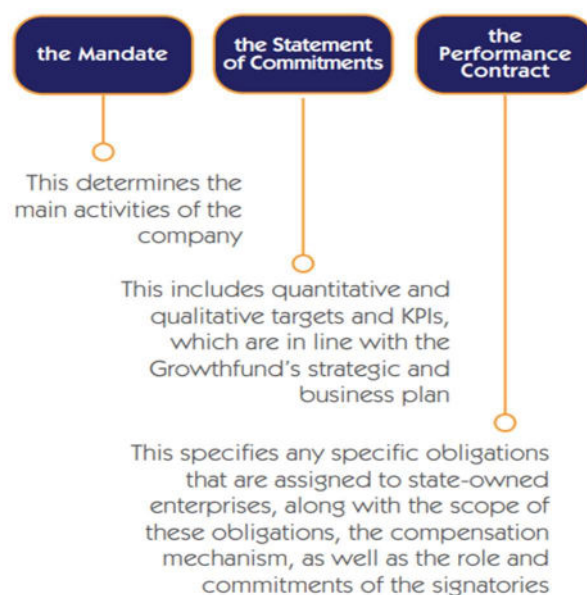 the Mandate
the Statement
of Commitments
the
Performance
Contract
This determines the
main activities of the
company
This includes quantitative and
qualitative targets and KPIs,
which are in line with the
Growthfund's strategic and
business plan
This specifies any specific obligations
that are assigned to state-owned
enterprises, along with the scope of
these obligations, the compensation
mechanism, as well as the role and
commitments of the signatories